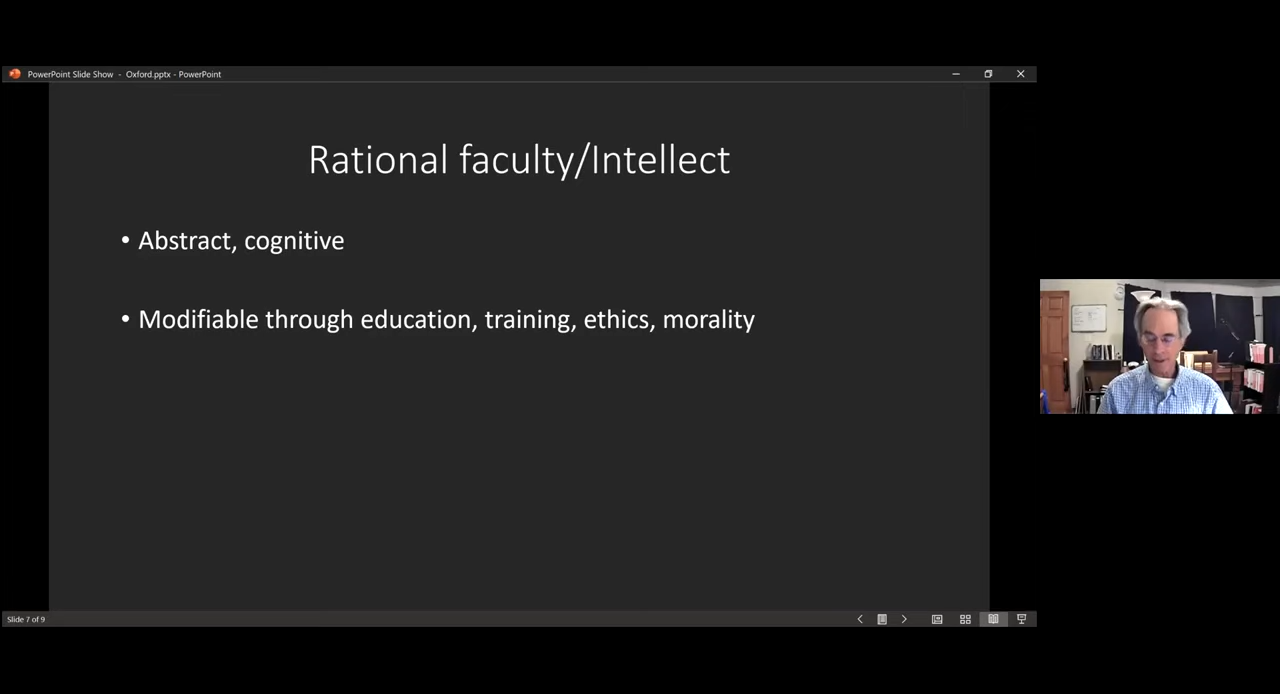 PowerPoint Slide Show - Oxford.pptx - PowerPoint
Rational faculty/Intellect
• Abstract, cognitive
• Modifiable through education, training, ethics, morality
Slide 7 of 9